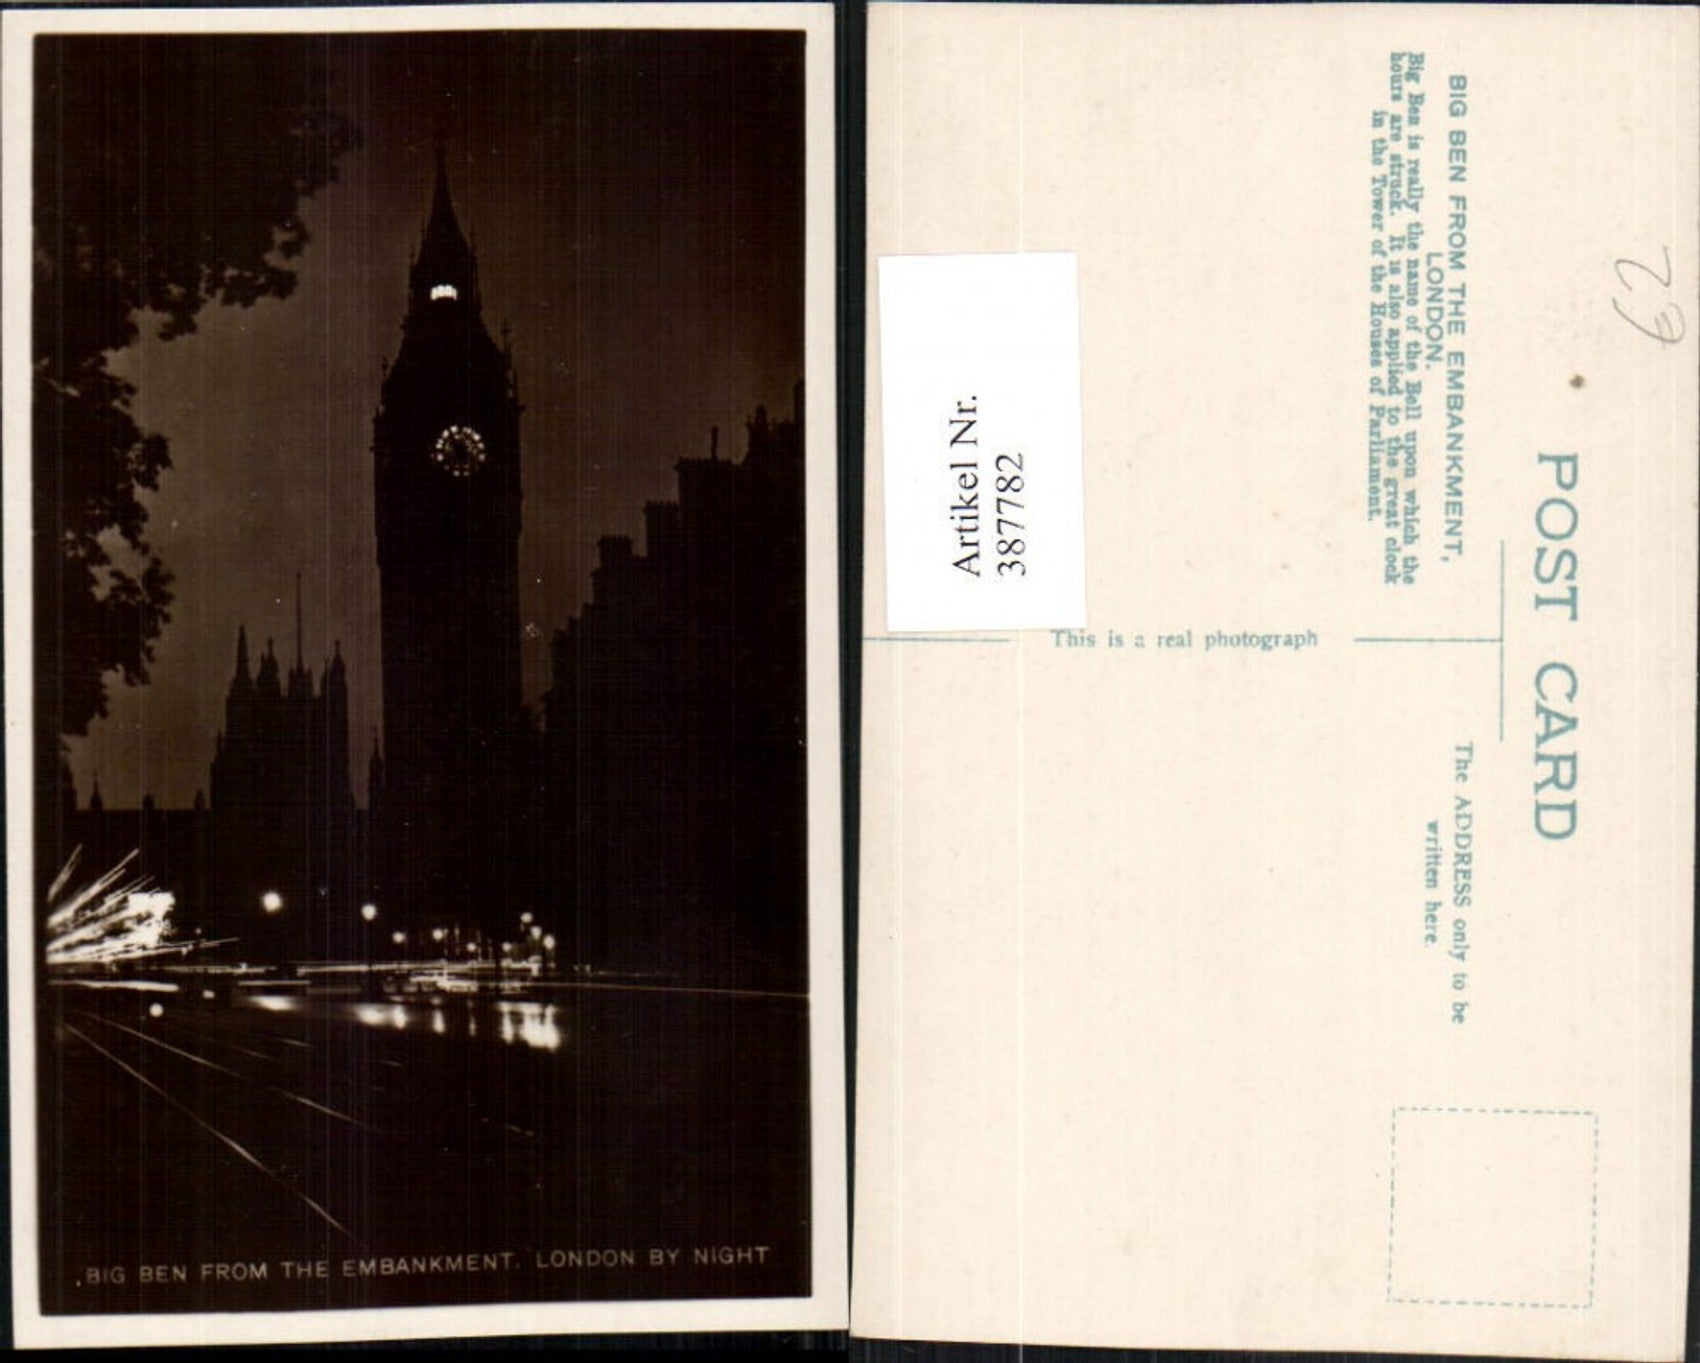 BIG BEN FROM THE EMBANKMENT. LONDON BY NIGHT
POST CARD
BIG BEN FROM THE EMBANKMENT,
LONDON.
Big Ben is really the name of the Bell upon which the
hours are struck. It is also applied to the great clock
in the Tower of the Houses of Parliament.
This is a real photograph
The ADDRESS only to be
written here.
Artikel Nr.
387782